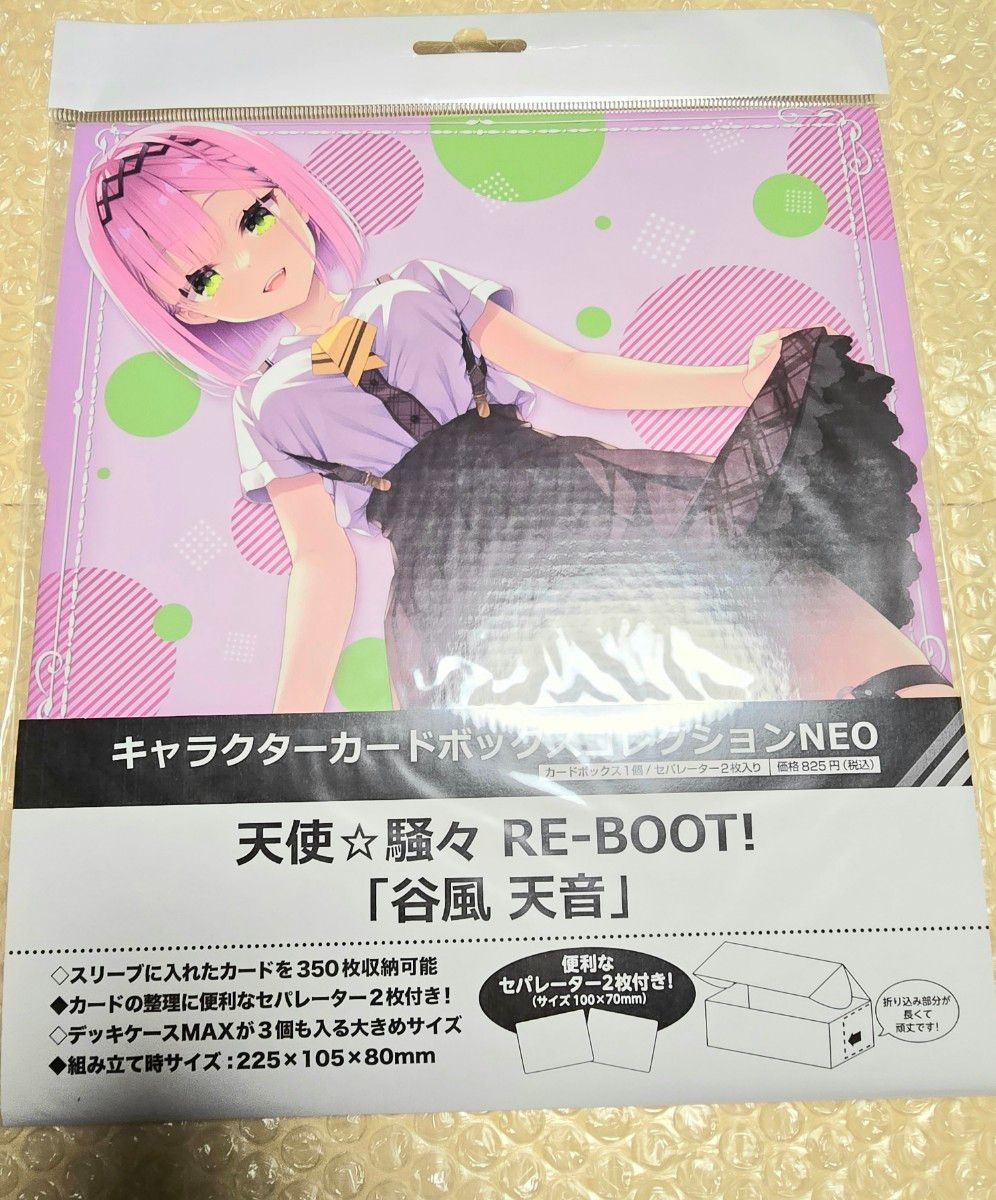 キャラクターカードボックスコレクションNEO
カードボックス1個/セパレーター2枚入り 価格825円(税込)
天使☆騒々 RE-BOOT!
「谷風 天音」
◇スリーブに入れたカードを350枚収納可能
◆カードの整理に便利なセパレーター2枚付き!
◇デッキケースMAXが3個も入る大きめサイズ
◆組み立て時サイズ:225×105×80mm
便利な
セパレーター2枚付き!
(サイズ100×70mm)
折り込み部分が
長くて
頑丈です!